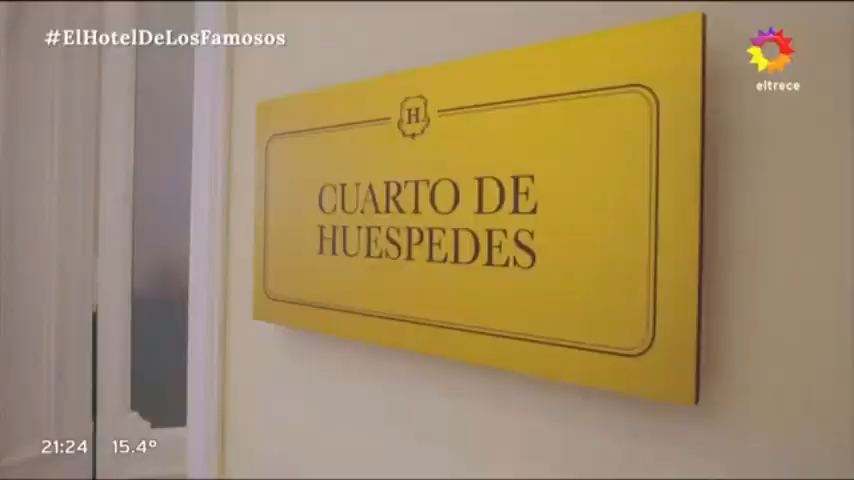 #ElHotelDeLosFamosos
eltrece
H
CUARTO DE
HUESPEDES
21:24 15.4°